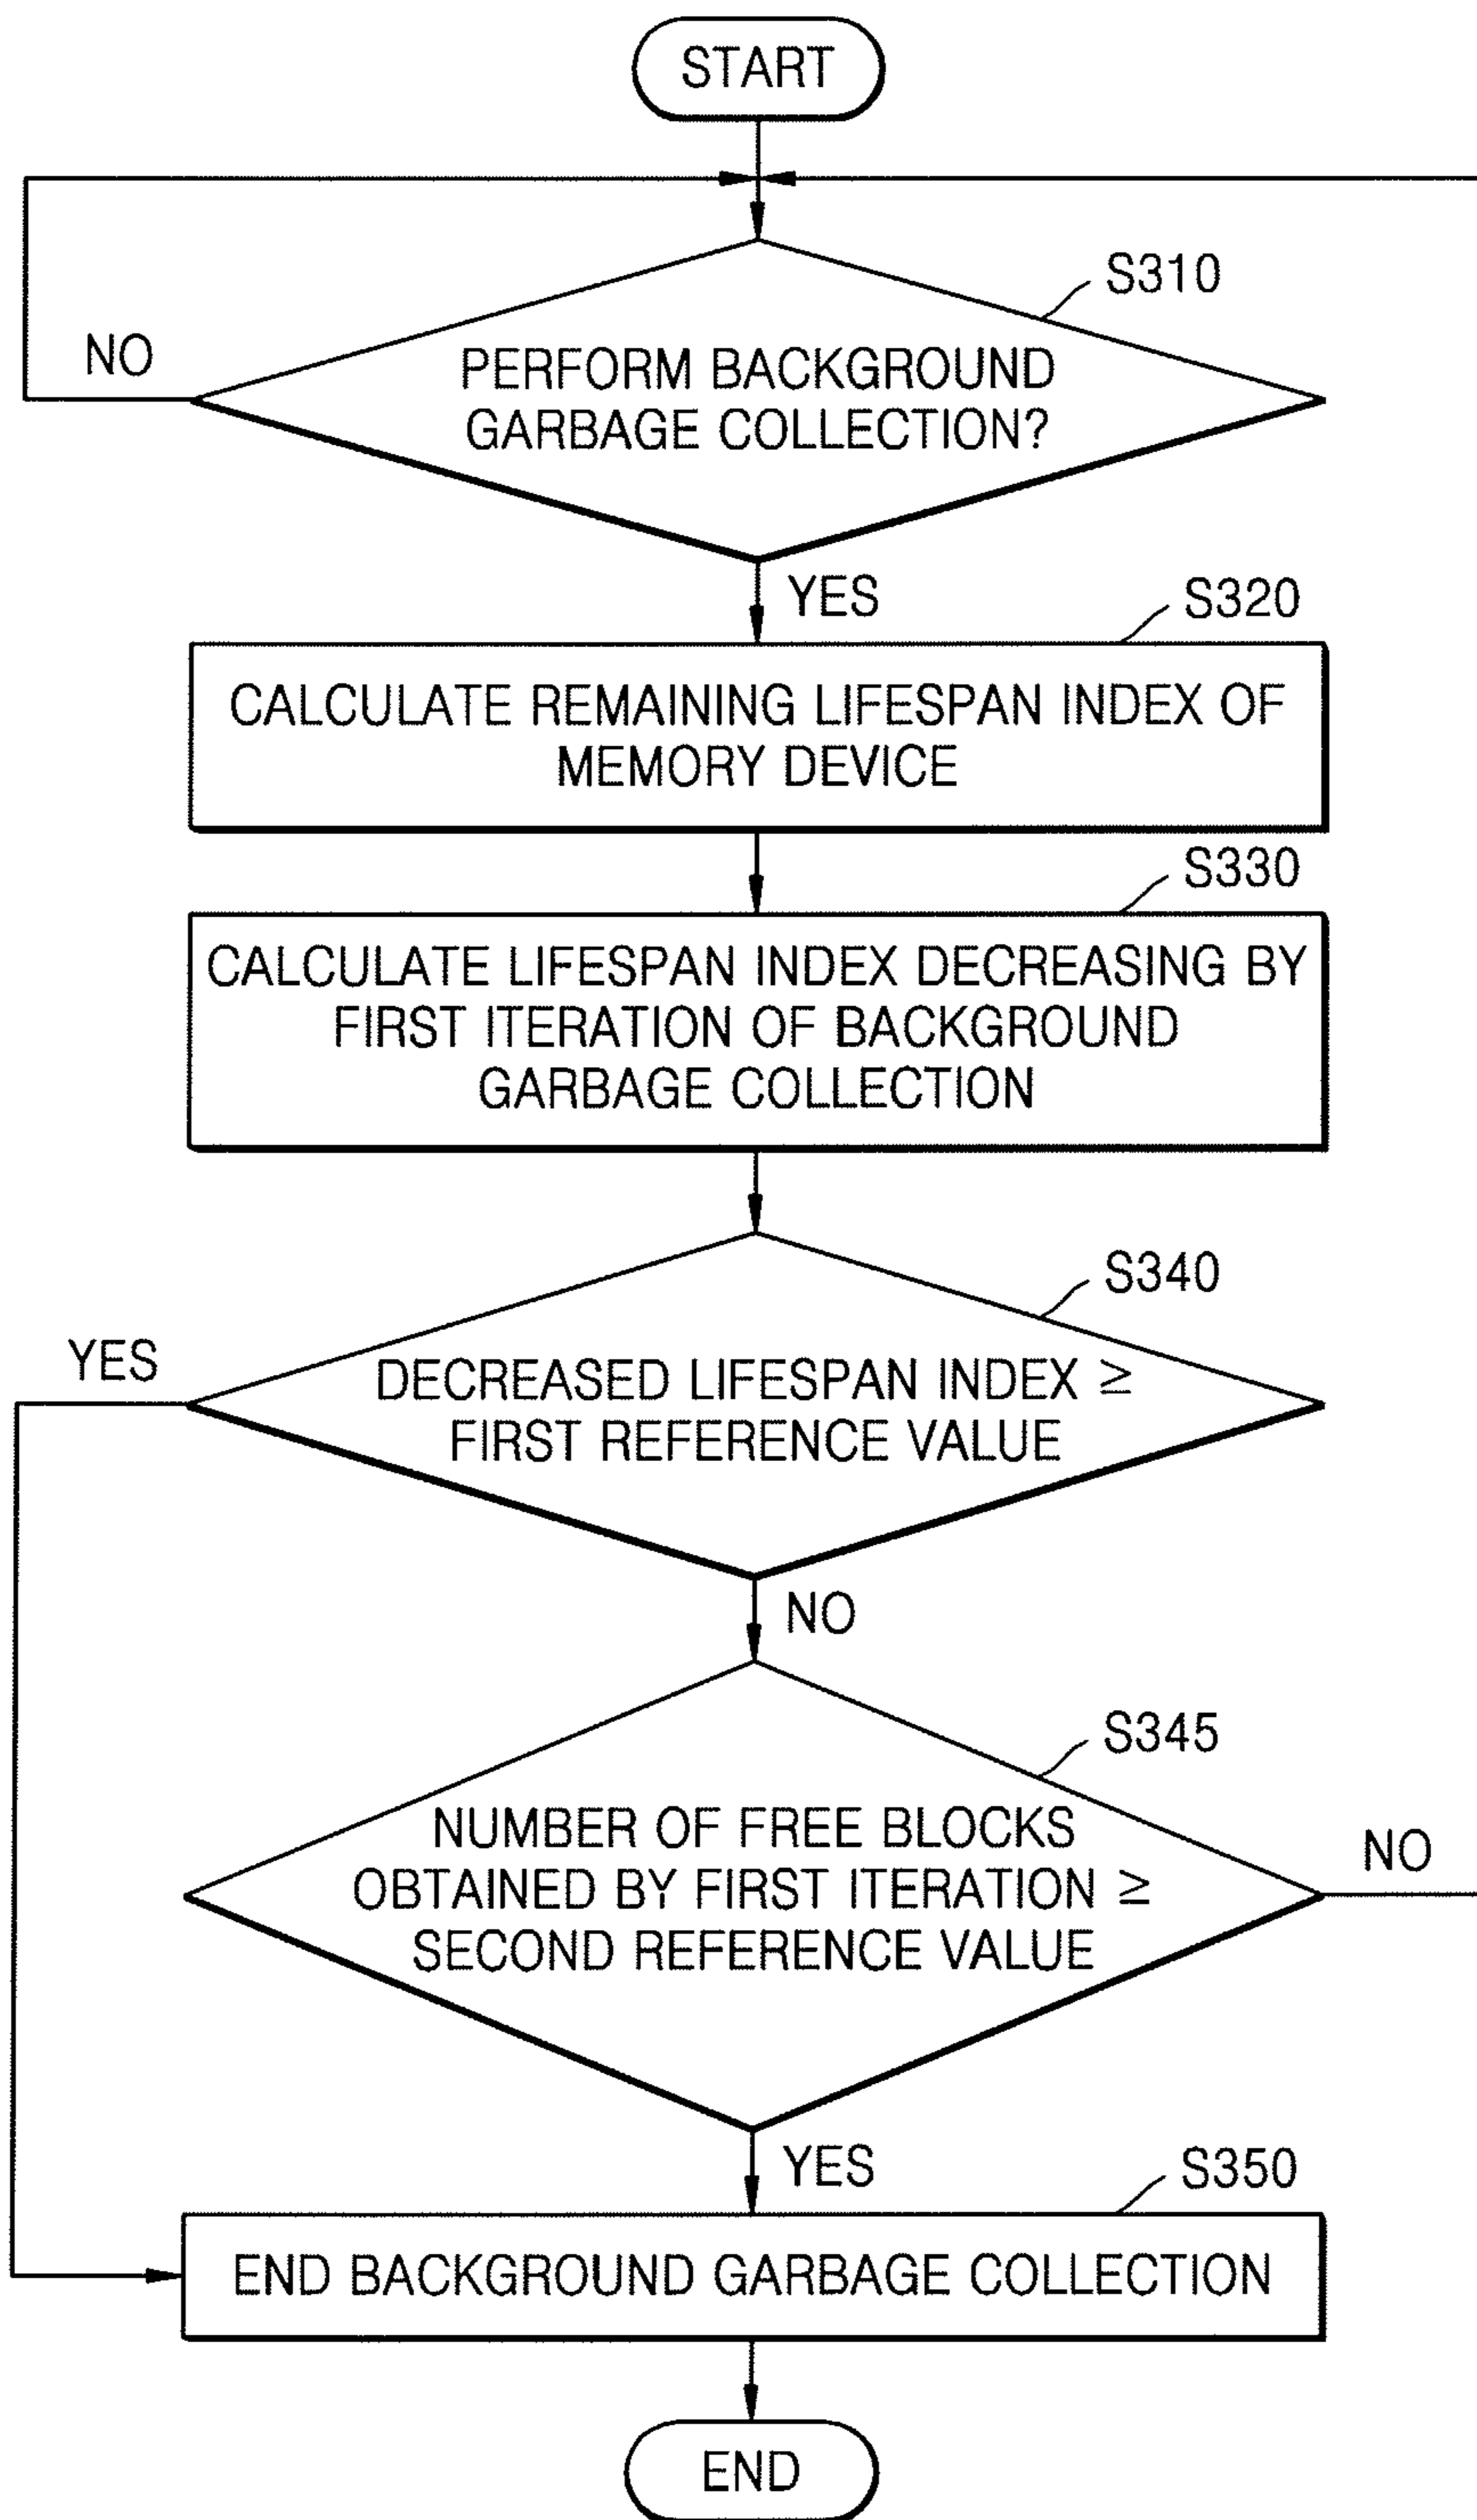 START
S310
NO
PERFORM BACKGROUND
GARBAGE COLLECTION?
YES
S320
CALCULATE REMAINING LIFESPAN INDEX OF
MEMORY DEVICE
S330
CALCULATE LIFESPAN INDEX DECREASING BY
FIRST ITERATION OF BACKGROUND
GARBAGE COLLECTION
S340
YES
DECREASED LIFESPAN INDEX ≥
FIRST REFERENCE VALUE
NO
S345
NUMBER OF FREE BLOCKS
NO
OBTAINED BY FIRST ITERATION ≥
SECOND REFERENCE VALUE
YES
S350
END BACKGROUND GARBAGE COLLECTION
END